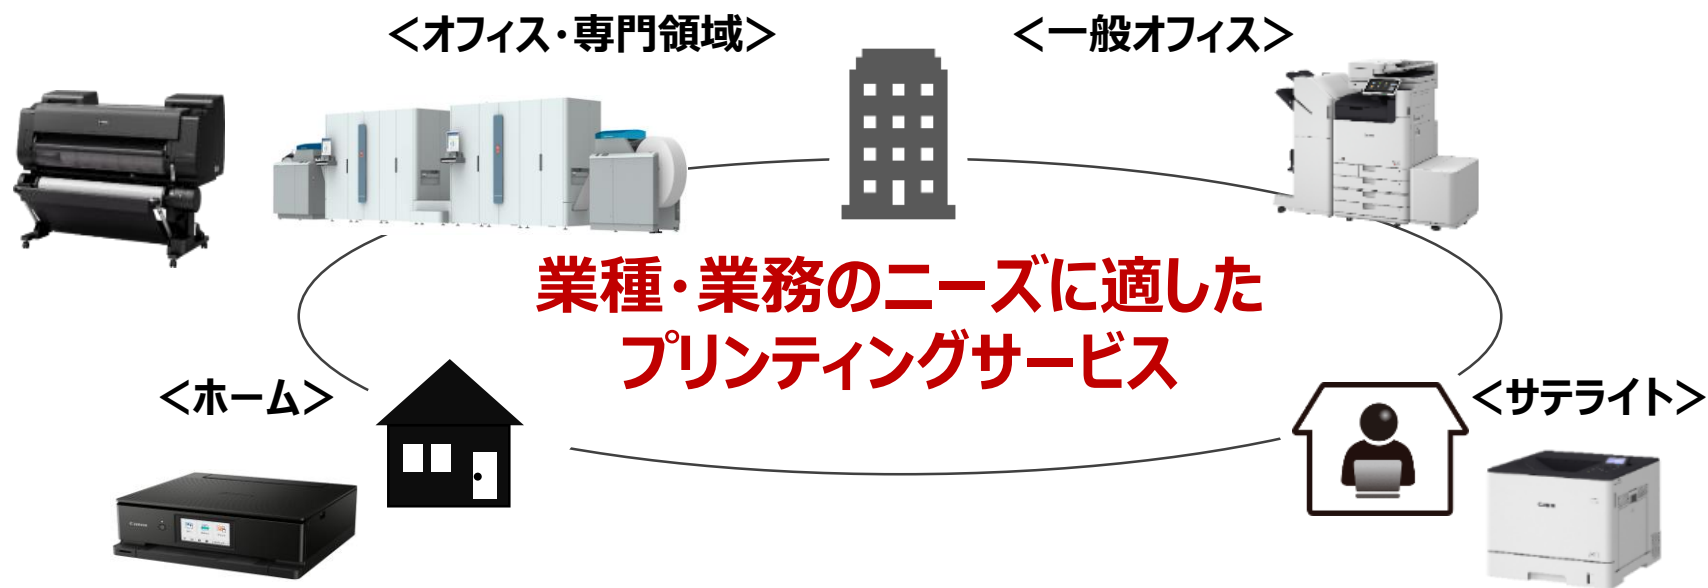 ＜オフィス・専門領域＞
＜一般オフィス＞
業種・業務のニーズに適した
プリンティングサービス
＜ホーム＞
＜サテライト＞
Canon